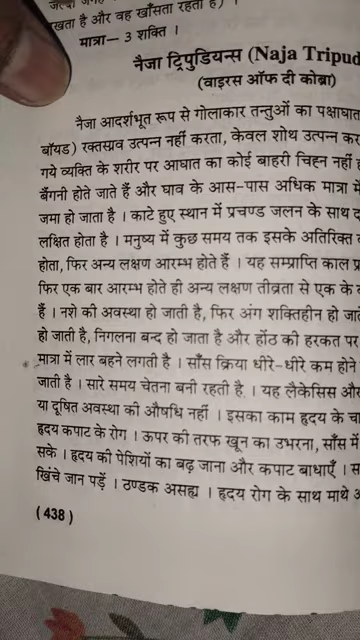 रखता है और वह खाँसता रहता है) ।
मात्रा— 3 शक्ति ।
नैजा ट्रिपुडियन्स (Naja Tripud
(वाइरस ऑफ दी कोब्रा)
नैजा आदर्शभूत रूप से गोलाकार तन्तुओं का पक्षाघात
बॉयड) रक्तस्राव उत्पन्न नहीं करता, केवल शोथ उत्पन्न कर
गये व्यक्ति के शरीर पर आघात का कोई बाहरी चिह्न नहीं
बैंगनी होते जाते हैं और घाव के आस-पास अधिक मात्रा में
जमा हो जाता है । काटे हुए स्थान में प्रचण्ड जलन के साथ
लक्षित होता है । मनुष्य में कुछ समय तक इसके अतिरिक्त
होता, फिर अन्य लक्षण आरम्भ होते हैं । यह सम्प्राप्ति काल प्र
फिर एक बार आरम्भ होते ही अन्य लक्षण तीव्रता से एक के
हैं । नशे की अवस्था हो जाती है, फिर अंग शक्तिहीन हो जाते
हो जाती है, निगलना बन्द हो जाता है और होंठ की हरकत पर
मात्रा में लार बहने लगती है । साँस क्रिया धीरे-धीरे कम होने
जाती है । सारे समय चेतना बनी रहती है । यह लैकेसिस और
या दूषित अवस्था की औषधि नहीं । इसका काम हृदय के चा
हृदय कपाट के रोग । ऊपर की तरफ खून का उभरना, साँस में
सके । हृदय की पेशियों का बढ़ जाना और कपाट बाधाएँ । स
खिंचे जान पड़ें । ठण्डक असह्य । हृदय रोग के साथ माथे
(438)